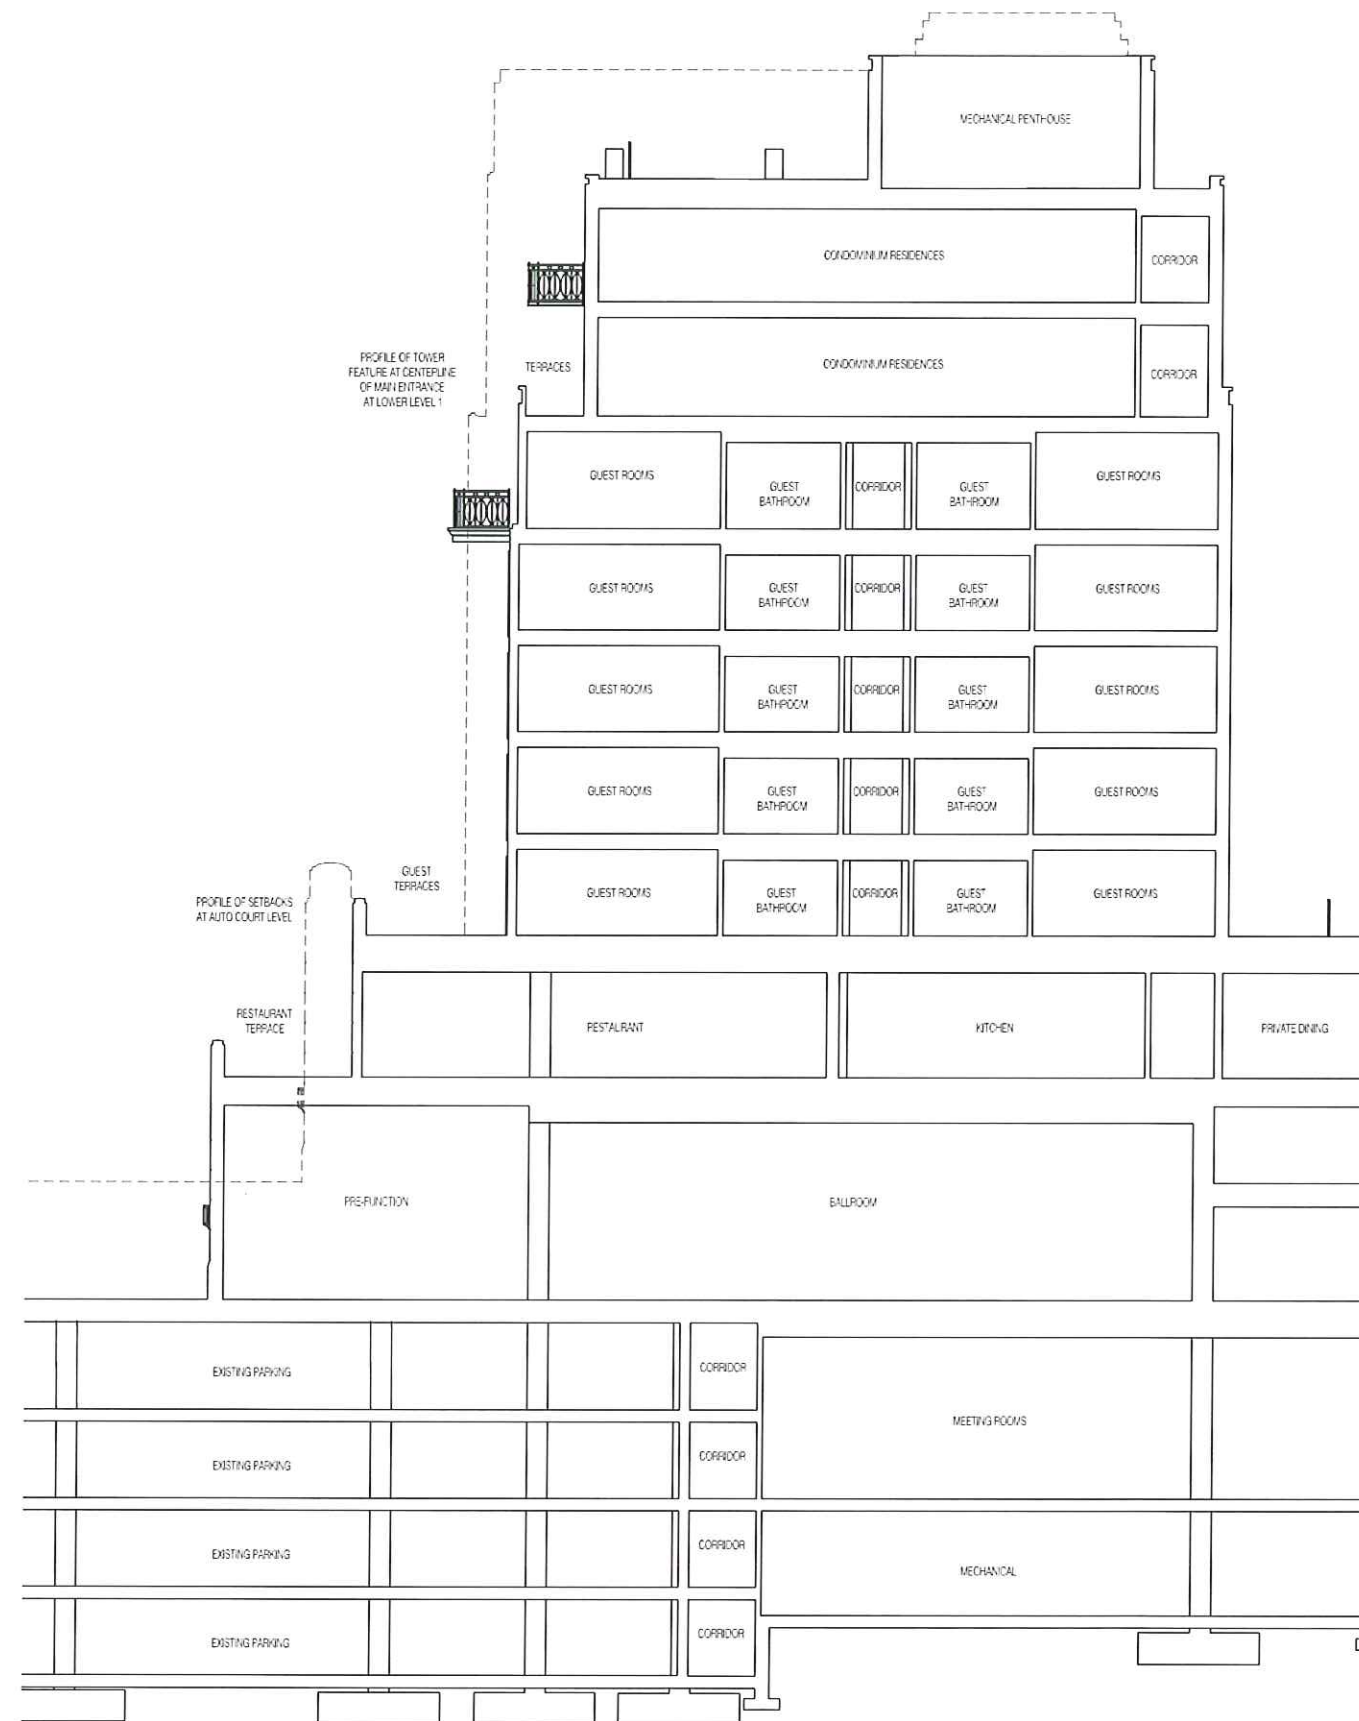 MECHANICAL PENTHOUSE
CONDOMINIUM RESIDENCES
CORRIDOR
PROFILE OF TOWER
FEATURE AT CENTERLINE
OF MAIN ENTRANCE
AT LOWER LEVEL 1
TERRACES
CONDOMINIUM RESIDENCES
CORRIDOR
GUEST ROOMS
GUEST
BATHROOM
CORRIDOR
GUEST
BATHROOM
GUEST ROOMS
GUEST ROOMS
GUEST
BATHROOM
CORRIDOR
GUEST
BATHROOM
GUEST ROOMS
GUEST ROOMS
GUEST
BATHROOM
CORRIDOR
GUEST
BATHROOM
GUEST ROOMS
GUEST ROOMS
GUEST
BATHROOM
CORRIDOR
GUEST
BATHROOM
GUEST ROOMS
PROFILE OF SETBACKS
AT AUTO COURT LEVEL
GUEST
TERRACES
GUEST ROOMS
GUEST
BATHROOM
CORRIDOR
GUEST
BATHROOM
GUEST ROOMS
RESTAURANT
TERRACE
RESTAURANT
KITCHEN
PRIVATE DINING
PRE-FUNCTION
BALLROOM
EXISTING PARKING
CORRIDOR
MEETING ROOMS
EXISTING PARKING
CORRIDOR
EXISTING PARKING
CORRIDOR
MECHANICAL
EXISTING PARKING
CORRIDOR